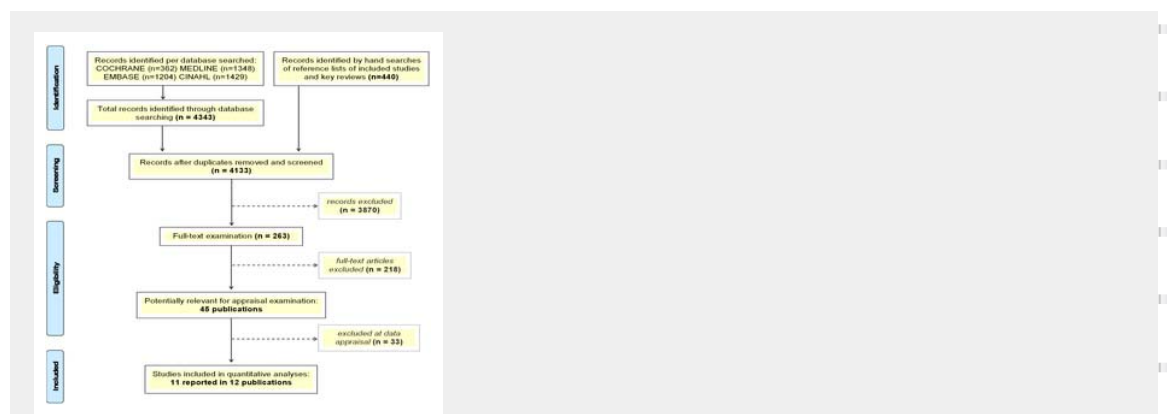 Identification
Records identified per database searched:
COCHRANE (n=362) MEDLINE (n=1348)
EMBASE (n=1204) CINAHL (n=1429)
Records identified by hand searches
of reference lists of included studies
and key reviews (n=440)
Total records identified through database
searching (n = 4343)
Screening
Records after duplicates removed and screened
(n = 4133)
records excluded
(n = 3870)
Eligibility
Full-text examination (n = 263)
full-text articles
excluded (n = 218)
Potentially relevant for appraisal examination:
45 publications
excluded at data
appraisal (n = 33)
Included
Studies included in quantitative analyses:
11 reported in 12 publications